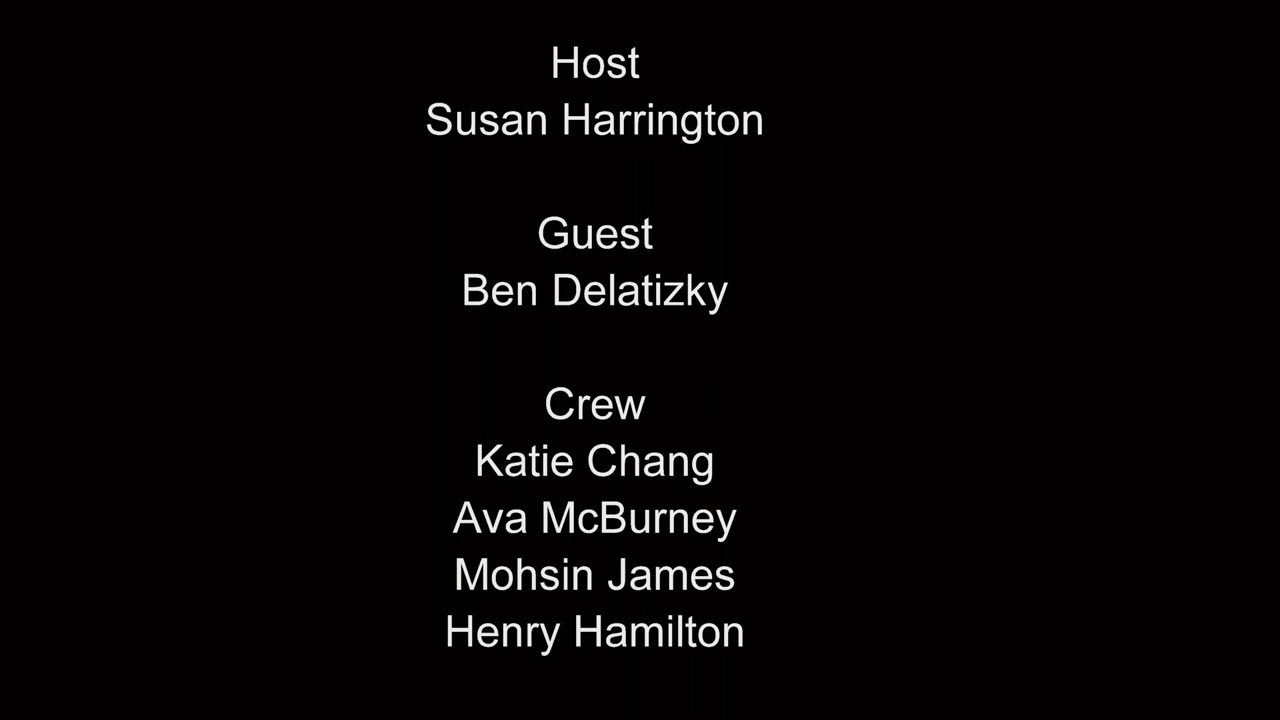 Host
Susan Harrington
Guest
Ben Delatizky
Crew
Katie Chang
Ava McBurney
Mohsin James
Henry Hamilton